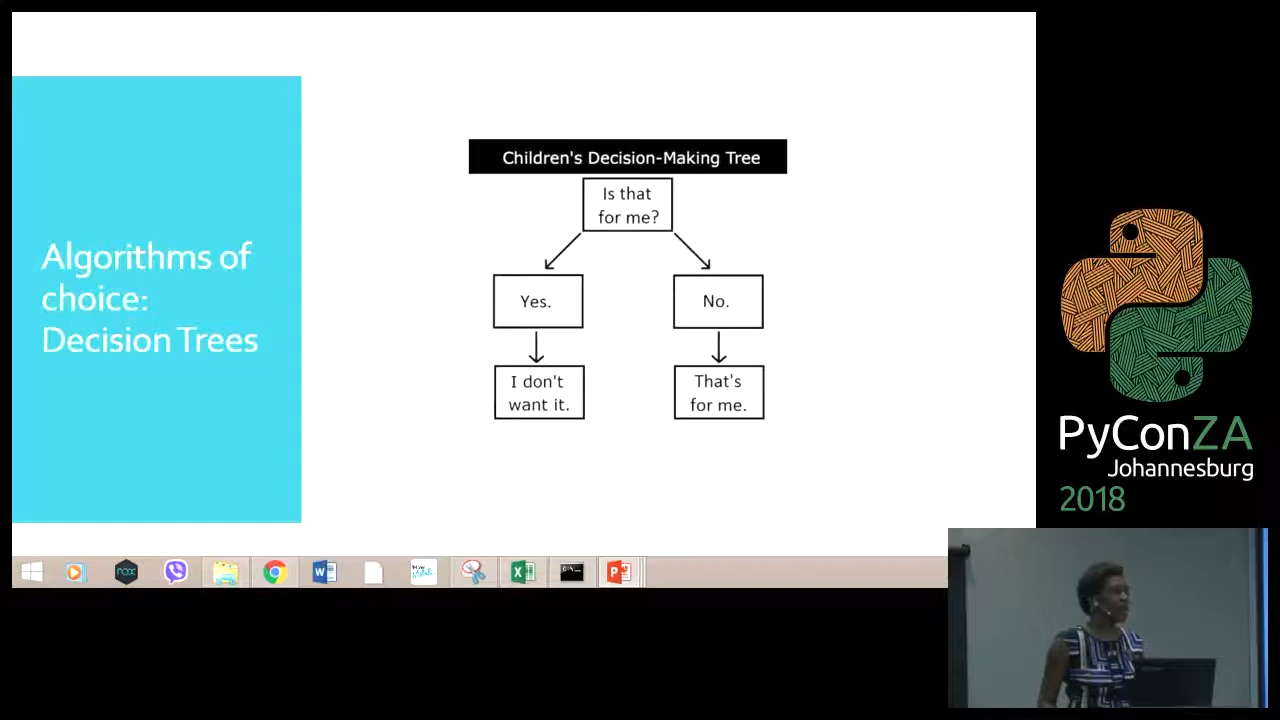 Algorithms of
choice:
Decision Trees
Children's Decision-Making Tree
Is that
for me?
Yes.
No.
I don't
want it.
That's
for me.
PyConZA
Johannesburg
2018